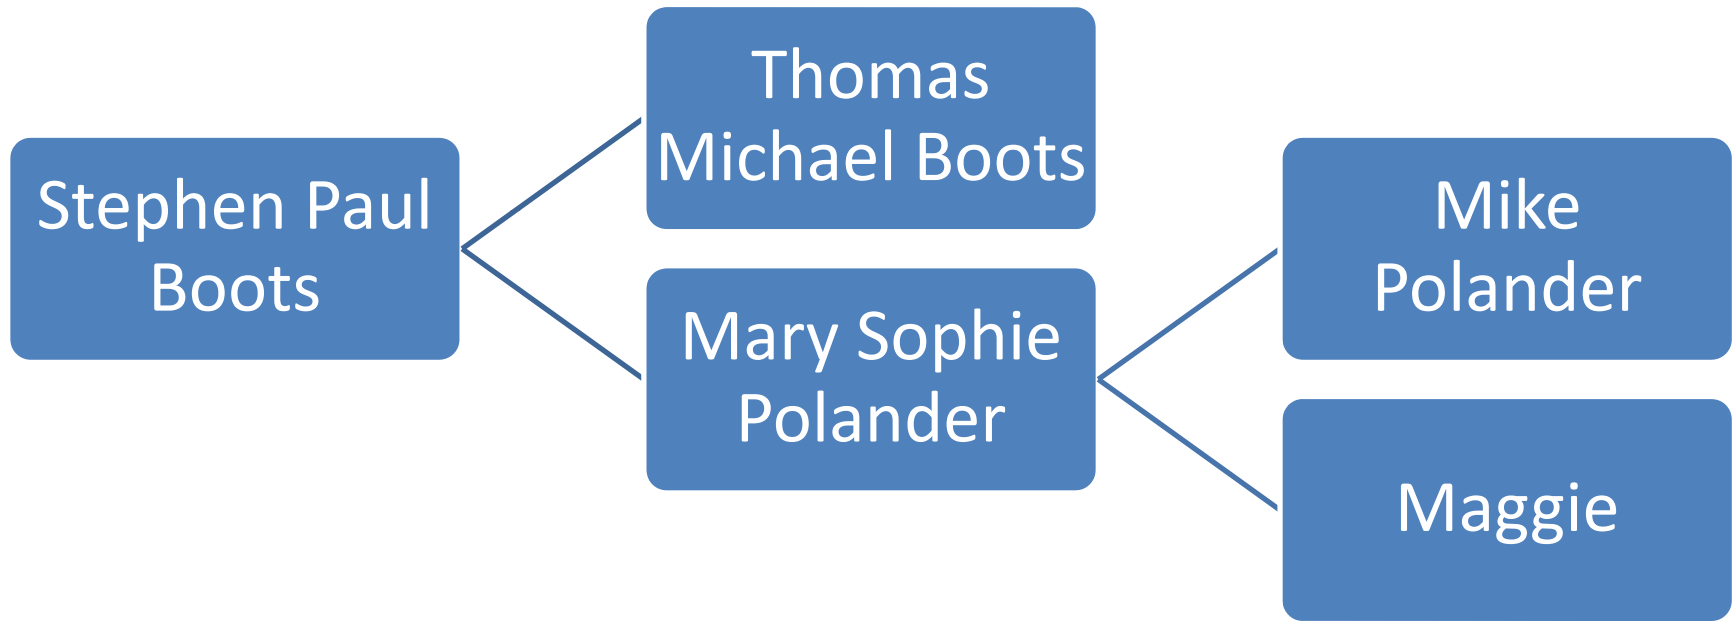 Stephen Paul
Boots
Thomas
Michael Boots
Mary Sophie
Polander
Mike
Polander
Maggie